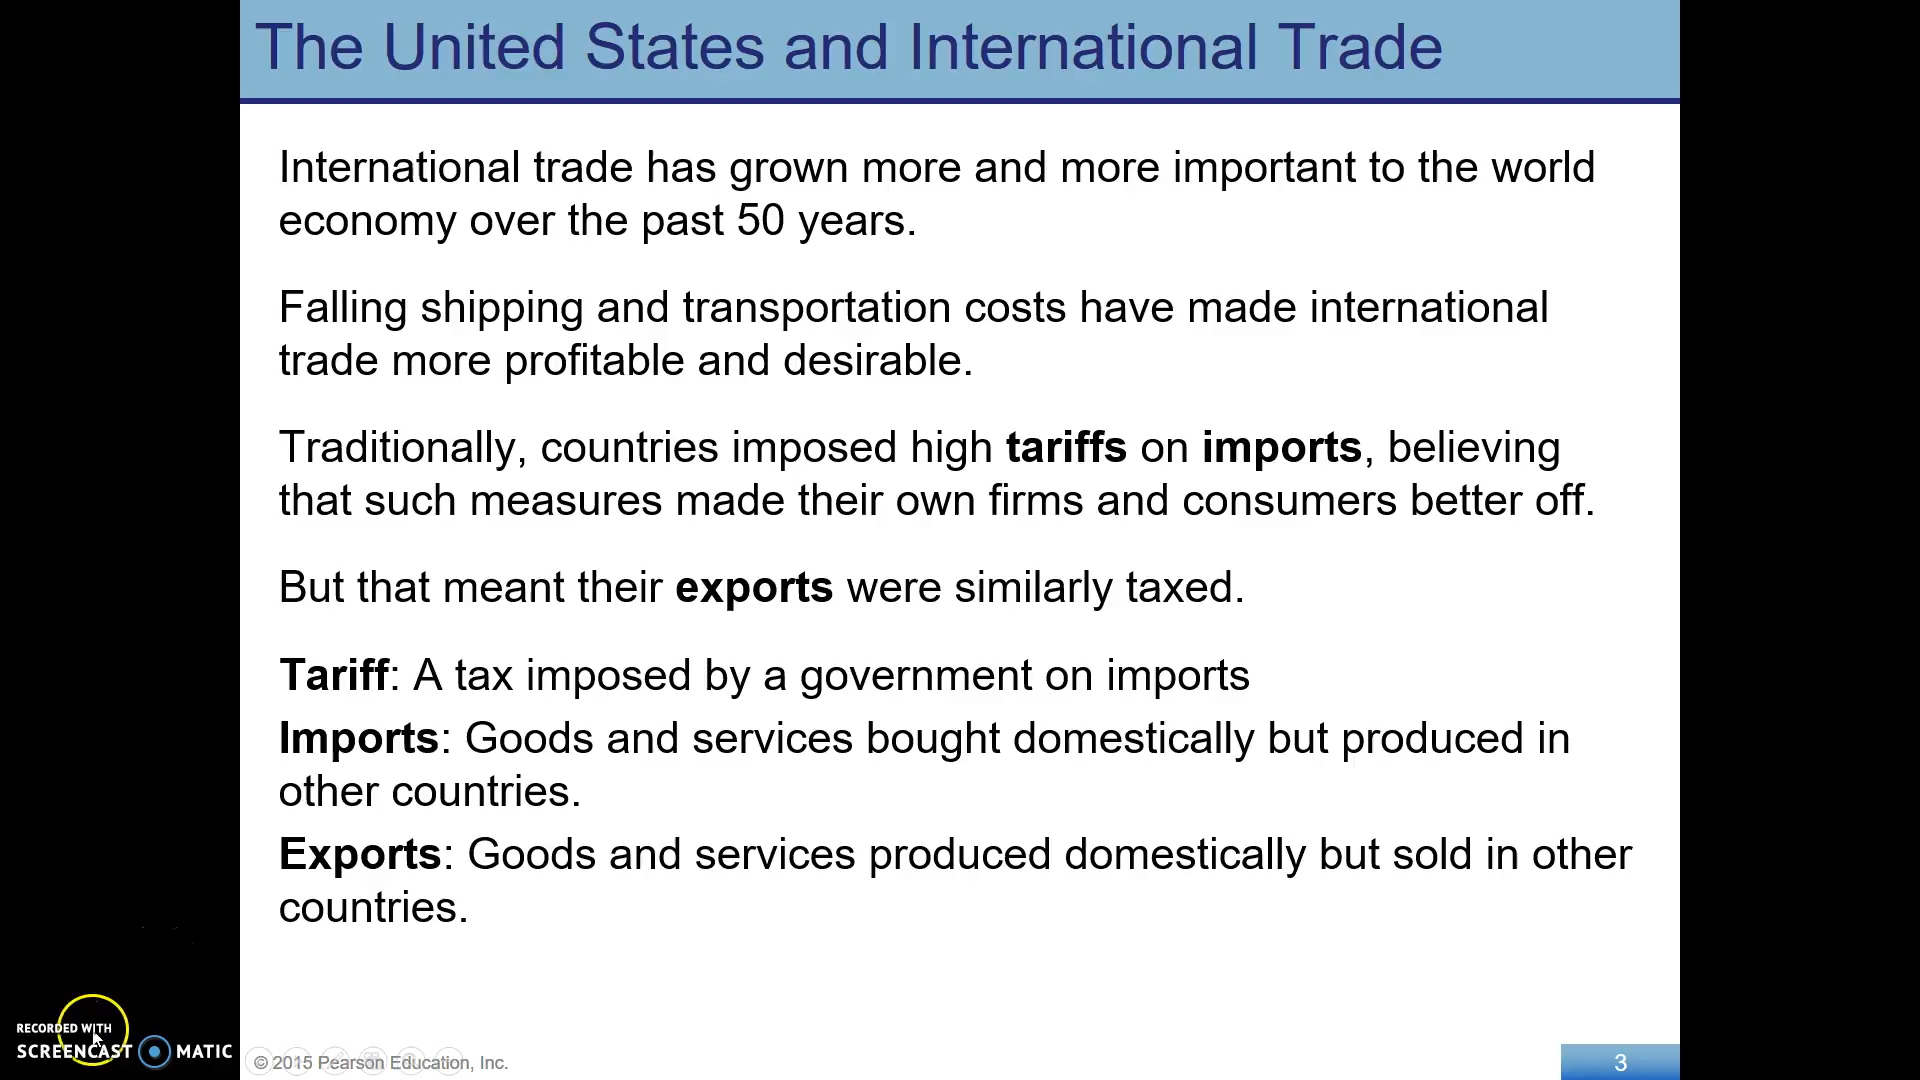 The United States and International Trade
International trade has grown more and more important to the world
economy over the past 50 years.
Falling shipping and transportation costs have made international
trade more profitable and desirable.
Traditionally, countries imposed high tariffs on imports, believing
that such measures made their own firms and consumers better off.
But that meant their exports were similarly taxed.
Tariff: A tax imposed by a government on imports
Imports: Goods and services bought domestically but produced in
other countries.
Exports: Goods and services produced domestically but sold in other
countries.
RECORDED WITH
SCREENCAST MATIC
© 2015 Pearson Education, Inc.
3